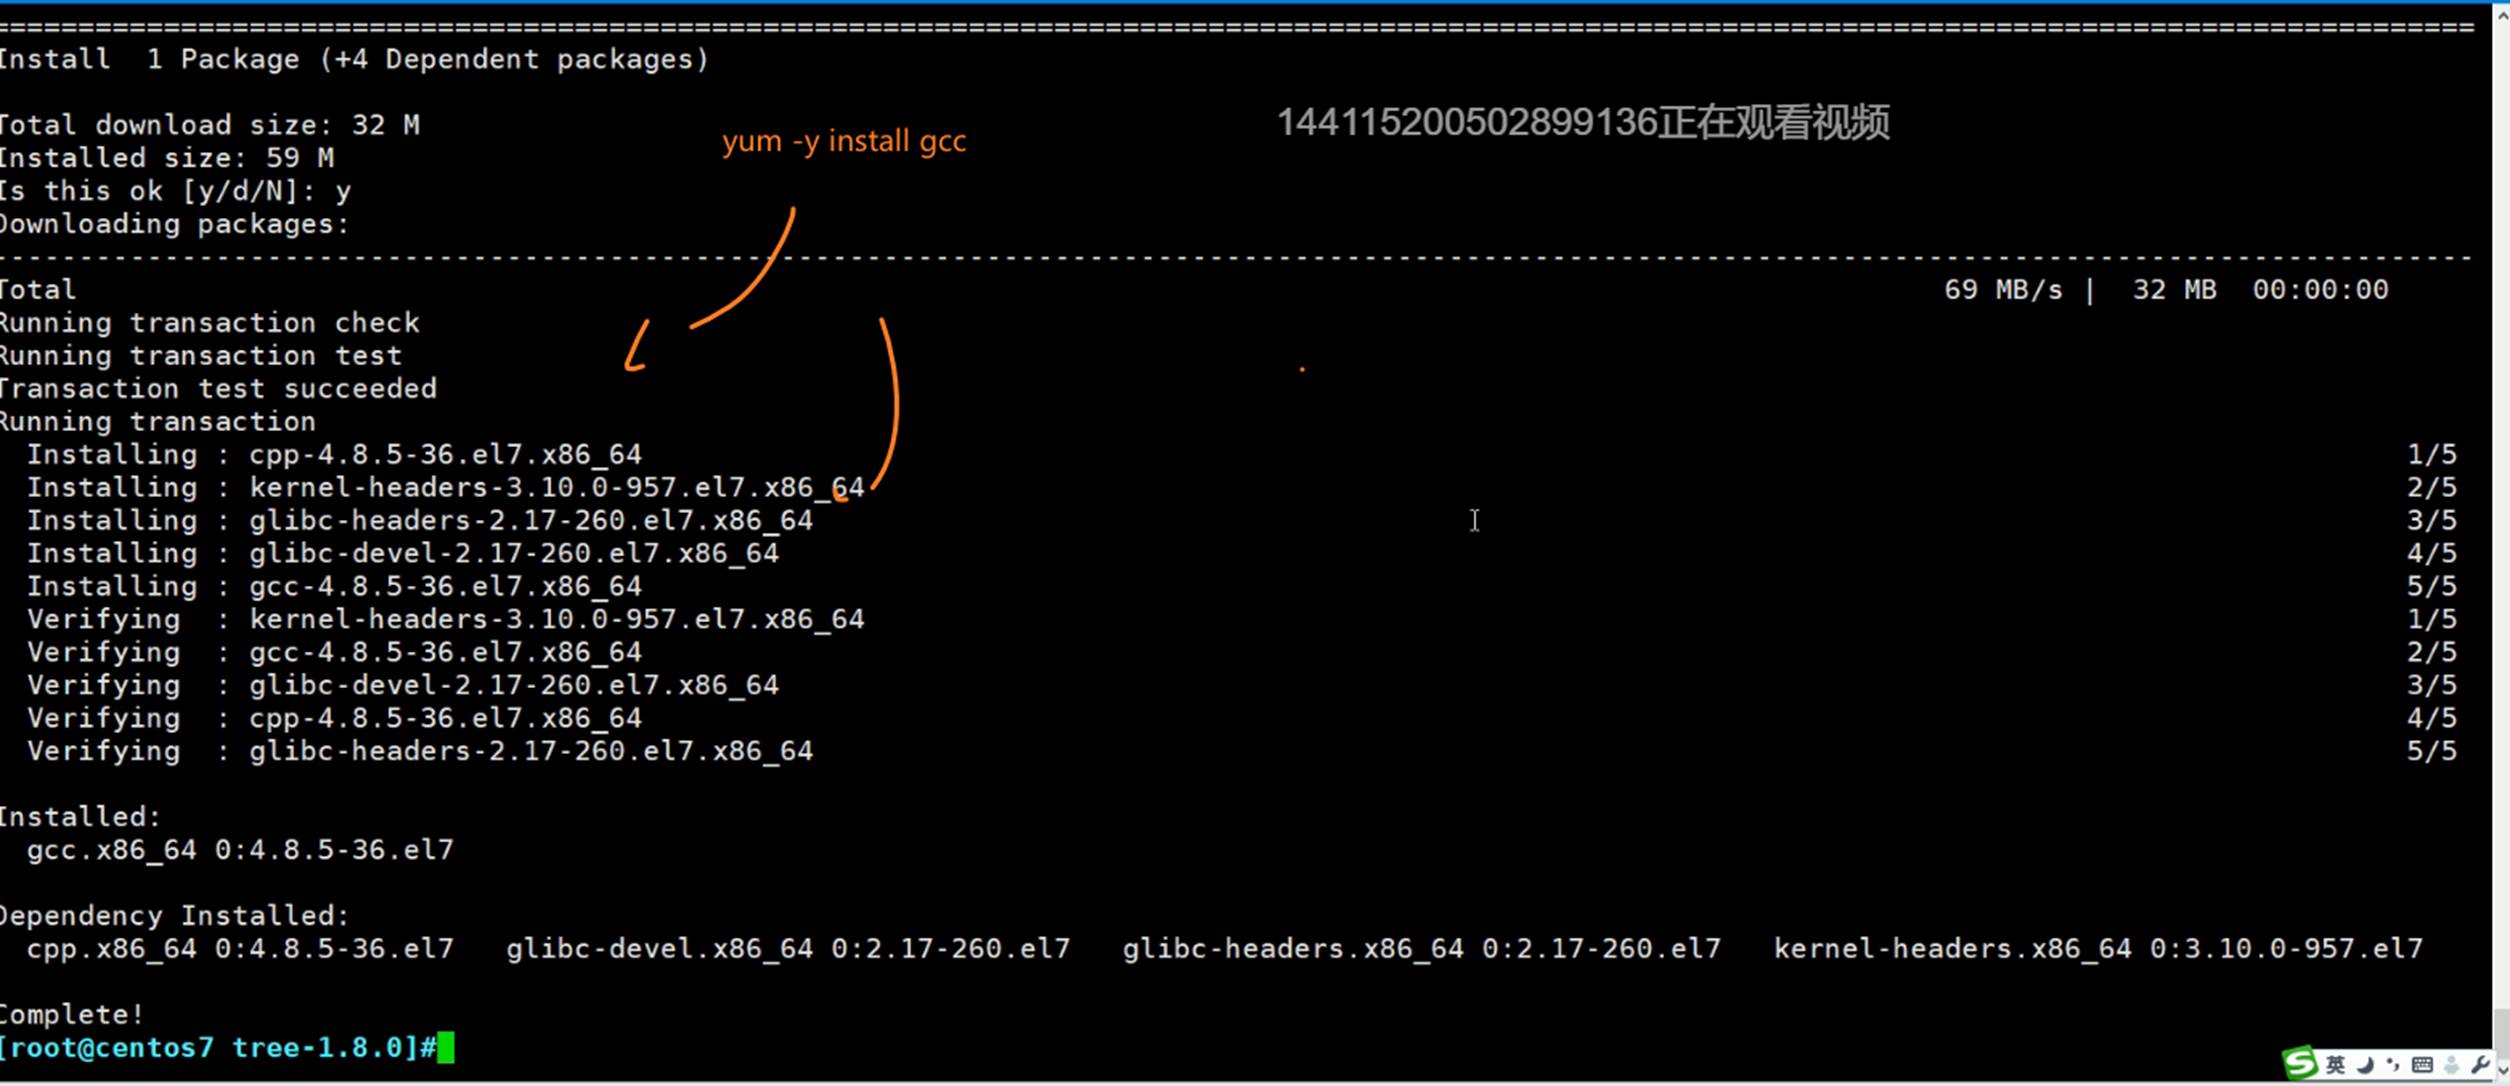 ================================================================================
Install  1 Package (+4 Dependent packages)
Total download size: 32 M
yum -y install gcc
144115200502899136正在观看视频
Installed size: 59 M
Is this ok [y/d/N]: y
Downloading packages:
--------------------------------------------------------------------------------
Total 69 MB/s |  32 MB  00:00:00
Running transaction check
Running transaction test
Transaction test succeeded
Running transaction
Installing : cpp-4.8.5-36.el7.x86_64 1/5
Installing : kernel-headers-3.10.0-957.el7.x86_64 2/5
Installing : glibc-headers-2.17-260.el7.x86_64 3/5
Installing : glibc-devel-2.17-260.el7.x86_64 4/5
Installing : gcc-4.8.5-36.el7.x86_64 5/5
Verifying  : kernel-headers-3.10.0-957.el7.x86_64 1/5
Verifying  : gcc-4.8.5-36.el7.x86_64 2/5
Verifying  : glibc-devel-2.17-260.el7.x86_64 3/5
Verifying  : cpp-4.8.5-36.el7.x86_64 4/5
Verifying  : glibc-headers-2.17-260.el7.x86_64 5/5
Installed:
gcc.x86_64 0:4.8.5-36.el7
Dependency Installed:
cpp.x86_64 0:4.8.5-36.el7   glibc-devel.x86_64 0:2.17-260.el7   glibc-headers.x86_64 0:2.17-260.el7   kernel-headers.x86_64 0:3.10.0-957.el7
Complete!
[root@centos7 tree-1.8.0]#
英